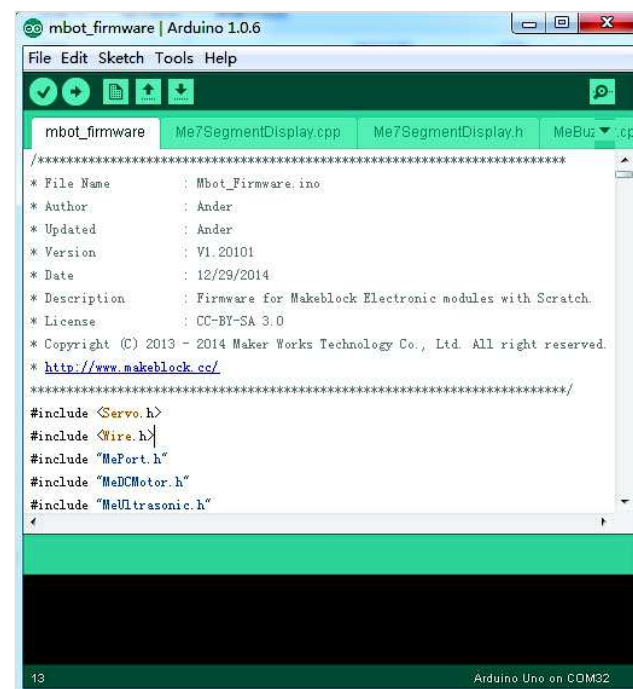 mbot_firmware | Arduino 1.0.6
File Edit Sketch Tools Help
mbot_firmware Me7SegmentDisplay.cpp Me7SegmentDisplay.h MeBuz .cp
/**************************************************************************
* File Name : Mbot_Firmware.ino
* Author : Ander
* Updated : Ander
* Version : V1.20101
* Date : 12/29/2014
* Description : Firmware for Makeblock Electronic modules with Scratch.
* License : CC-BY-SA 3.0
* Copyright (C) 2013 - 2014 Maker Works Technology Co., Ltd. All right reserved.
* http://www.makeblock.cc/
**************************************************************************/
#include <Servo.h>
#include <Wire.h>
#include "MePort.h"
#include "MeDCMotor.h"
#include "MeUltrasonic.h"
13 Arduino Uno on COM32